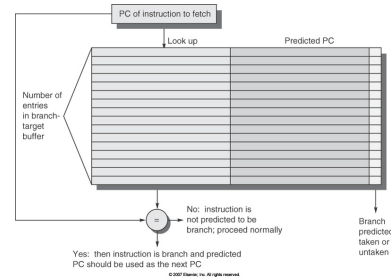 PC of instruction to fetch
Look up
Predicted PC
Number of
entries
in branch-
target
buffer
=
No: instruction is
not predicted to be
branch; proceed normally
Branch
predicted
taken or
untaken
Yes: then instruction is branch and predicted
PC should be used as the next PC
© 2007 Elsevier, Inc. All rights reserved.